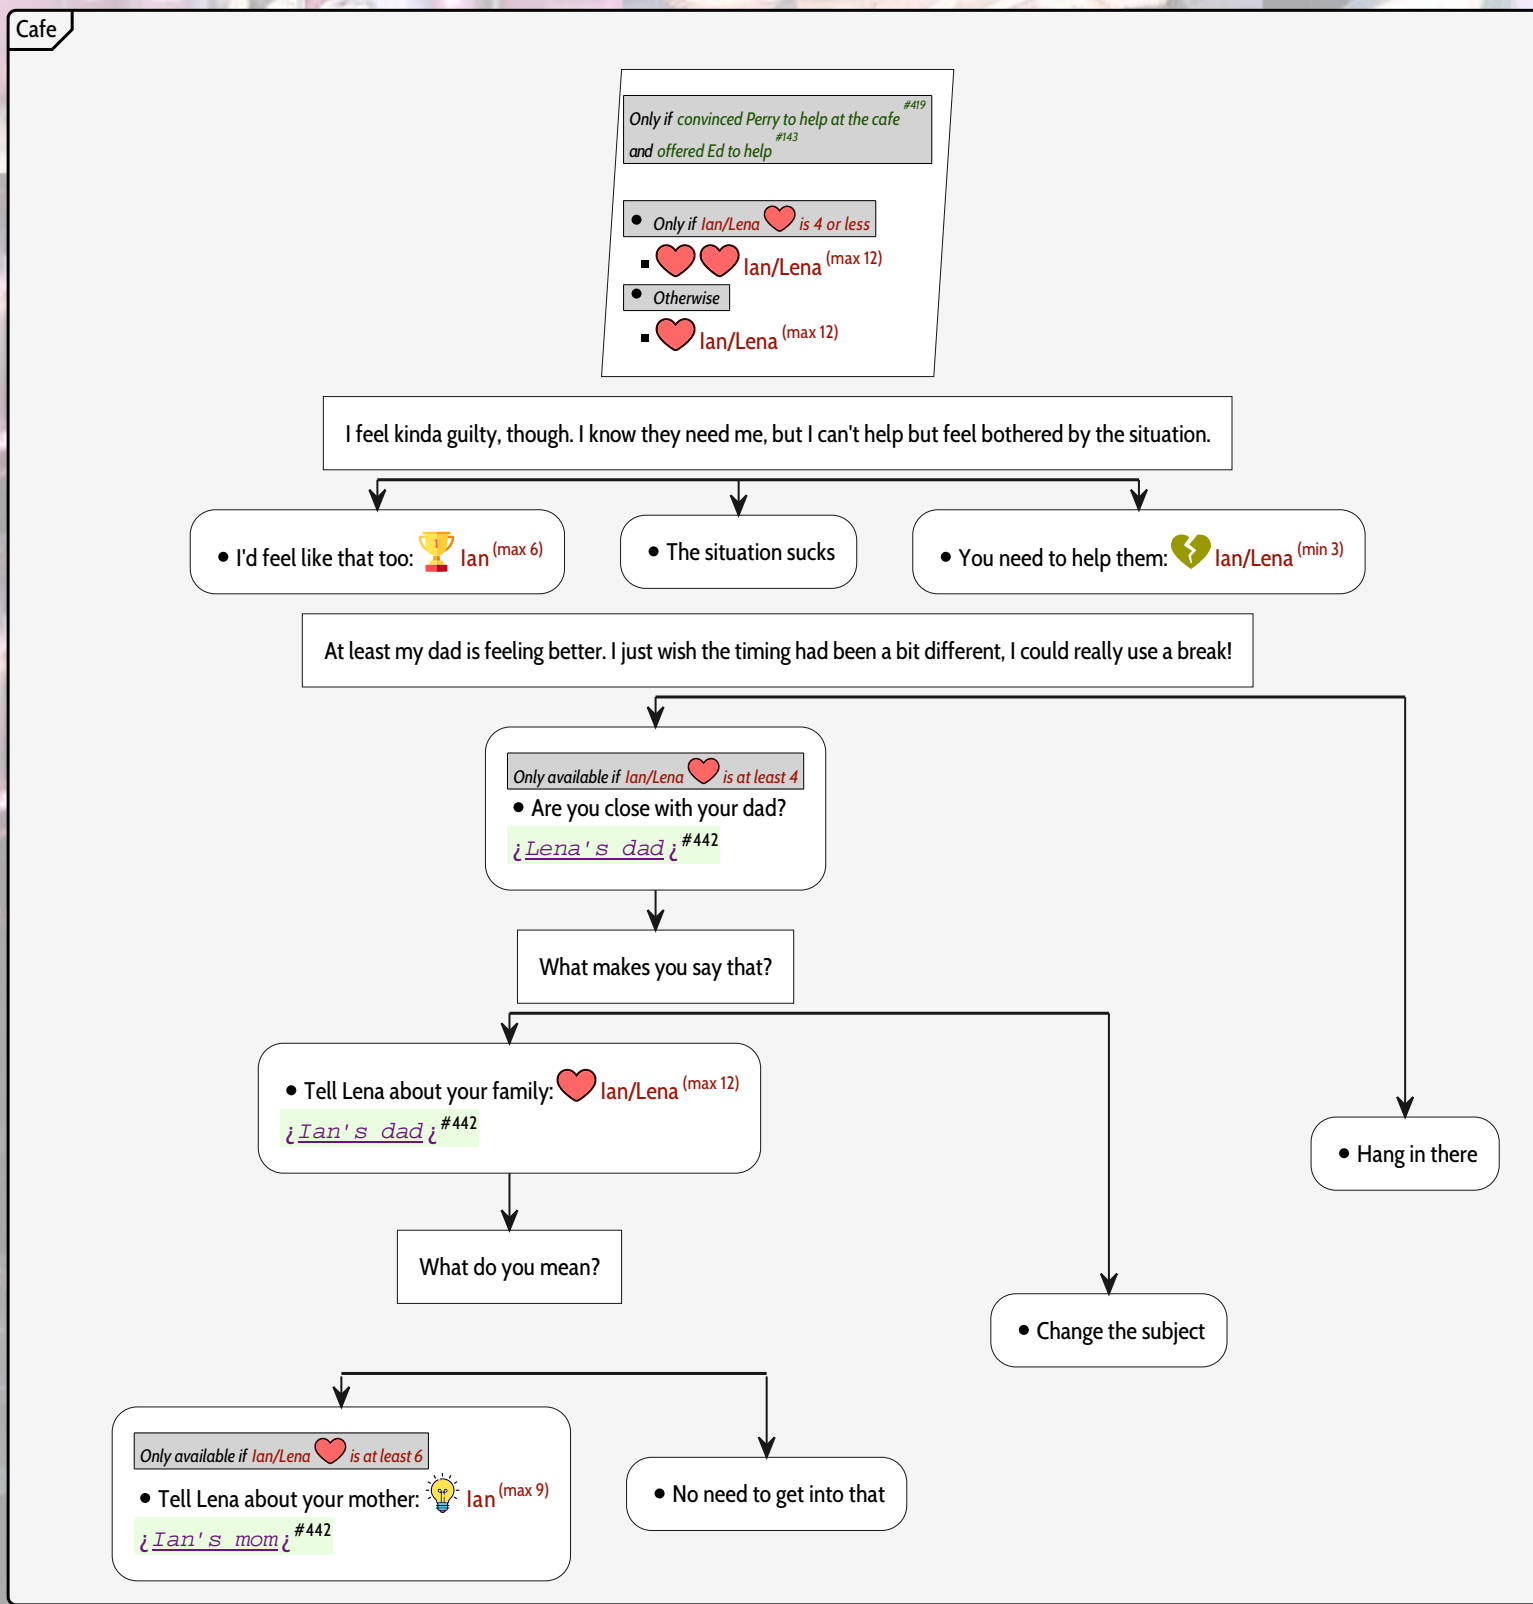 Cafe
Only if convinced Perry to help at the cafe #419
and offered Ed to help #143
Only if Ian/Lena is 4 or less
Ian/Lena (max 12)
Otherwise
Ian/Lena (max 12)
I feel kinda guilty, though. I know they need me, but I can't help but feel bothered by the situation.
I'd feel like that too: 1 Ian (max 6)
The situation sucks
You need to help them: Ian/Lena (min 3)
At least my dad is feeling better. I just wish the timing had been a bit different, I could really use a break!
Only available if Ian/Lena is at least 4
Are you close with your dad?
¿Lena's dad¿ #442
What makes you say that?
Tell Lena about your family: Ian/Lena (max 12)
¿Ian's dad¿ #442
Hang in there
What do you mean?
Change the subject
Only available if Ian/Lena is at least 6
Tell Lena about your mother: Ian (max 9)
¿Ian's mom¿ #442
No need to get into that